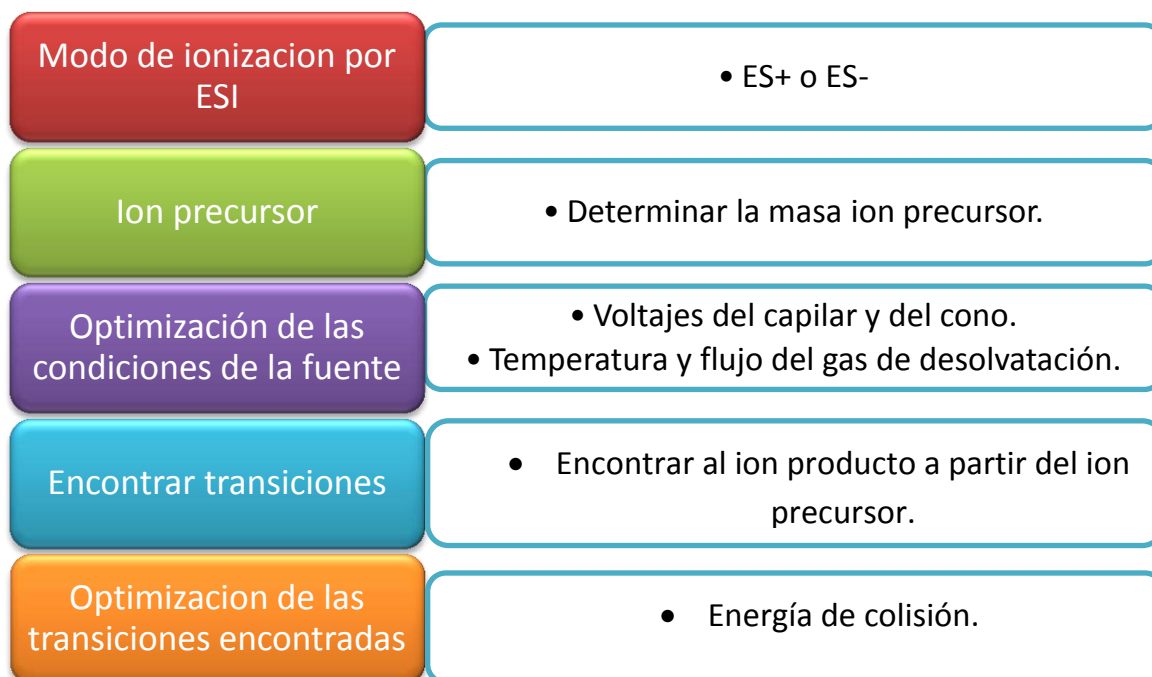 Modo de ionizacion por
ESI
• ES+ o ES-
Ion precursor
• Determinar la masa ion precursor.
Optimización de las
condiciones de la fuente
• Voltajes del capilar y del cono.
• Temperatura y flujo del gas de desolvatación.
Encontrar transiciones
• Encontrar al ion producto a partir del ion
precursor.
Optimizacion de las
transiciones encontradas
• Energía de colisión.